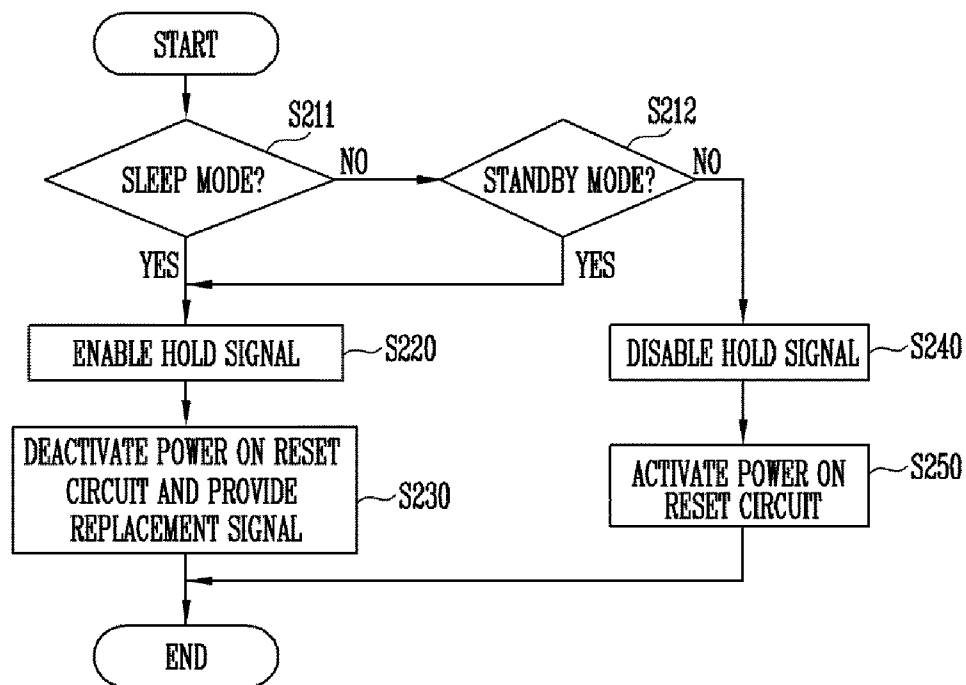 START
S211
SLEEP MODE?
NO
S212
STANDBY MODE?
NO
YES
YES
ENABLE HOLD SIGNAL
S220
DISABLE HOLD SIGNAL
S240
DEACTIVATE POWER ON RESET
CIRCUIT AND PROVIDE
REPLACEMENT SIGNAL
S230
ACTIVATE POWER ON
RESET CIRCUIT
S250
END